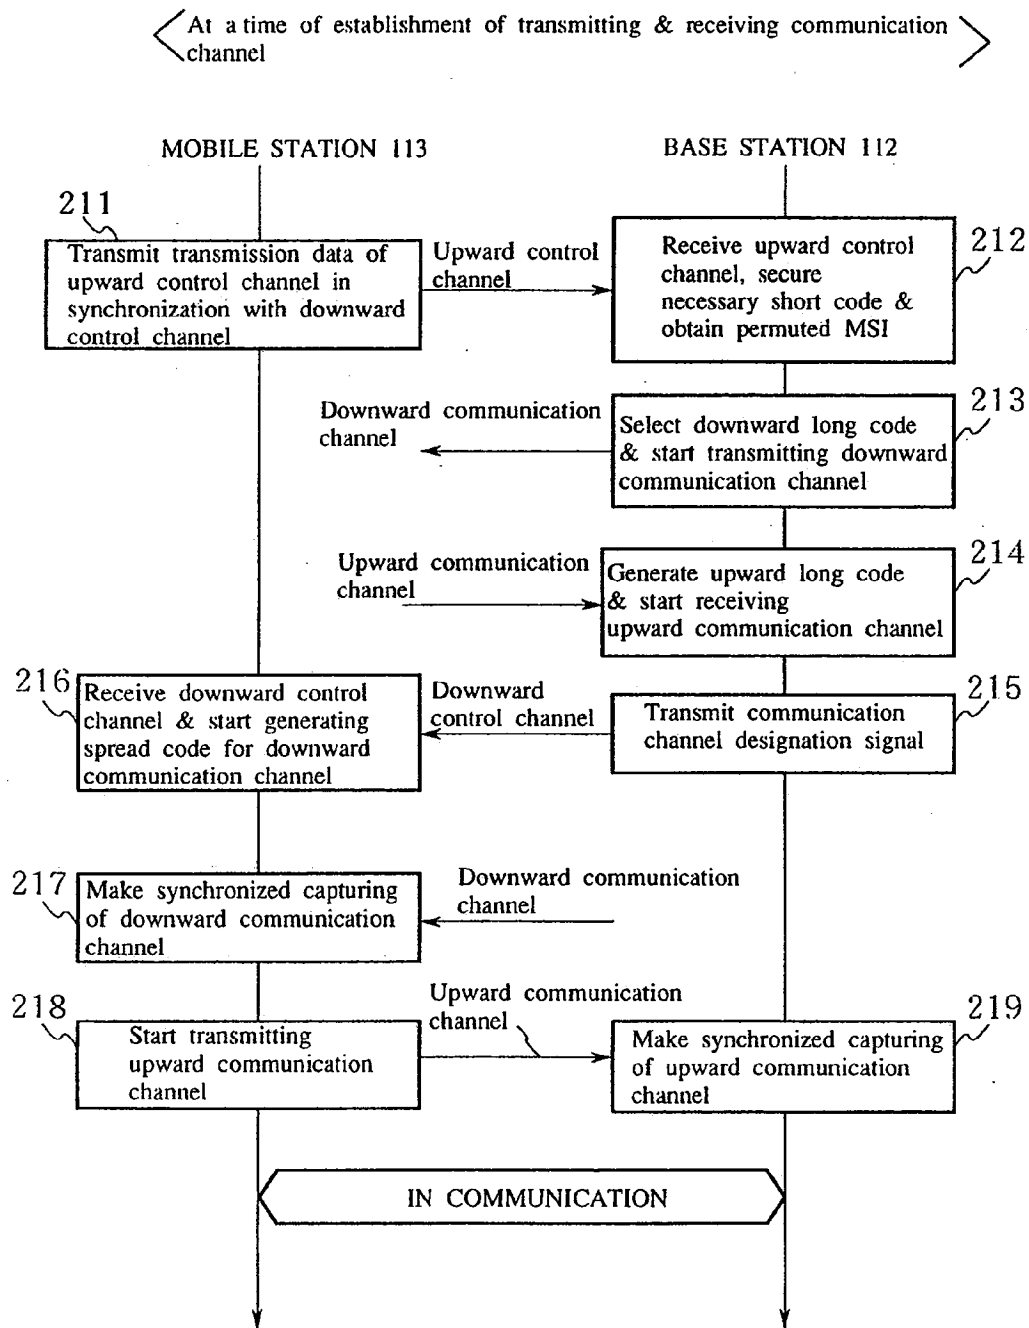 At a time of establishment of transmitting & receiving communication
channel
MOBILE STATION 113
BASE STATION 112
211
Transmit transmission data of
upward control channel in
synchronization with downward
control channel
Upward control
channel
212
Receive upward control
channel, secure
necessary short code &
obtain permuted MSI
Downward communication
channel
213
Select downward long code
& start transmitting downward
communication channel
Upward communication
channel
214
Generate upward long code
& start receiving
upward communication channel
216
Receive downward control
channel & start generating
spread code for downward
communication channel
Downward
control channel
215
Transmit communication
channel designation signal
217
Make synchronized capturing
of downward communication
channel
Downward communication
channel
218
Start transmitting
upward communication
channel
Upward communication
channel
219
Make synchronized capturing
of upward communication
channel
IN COMMUNICATION